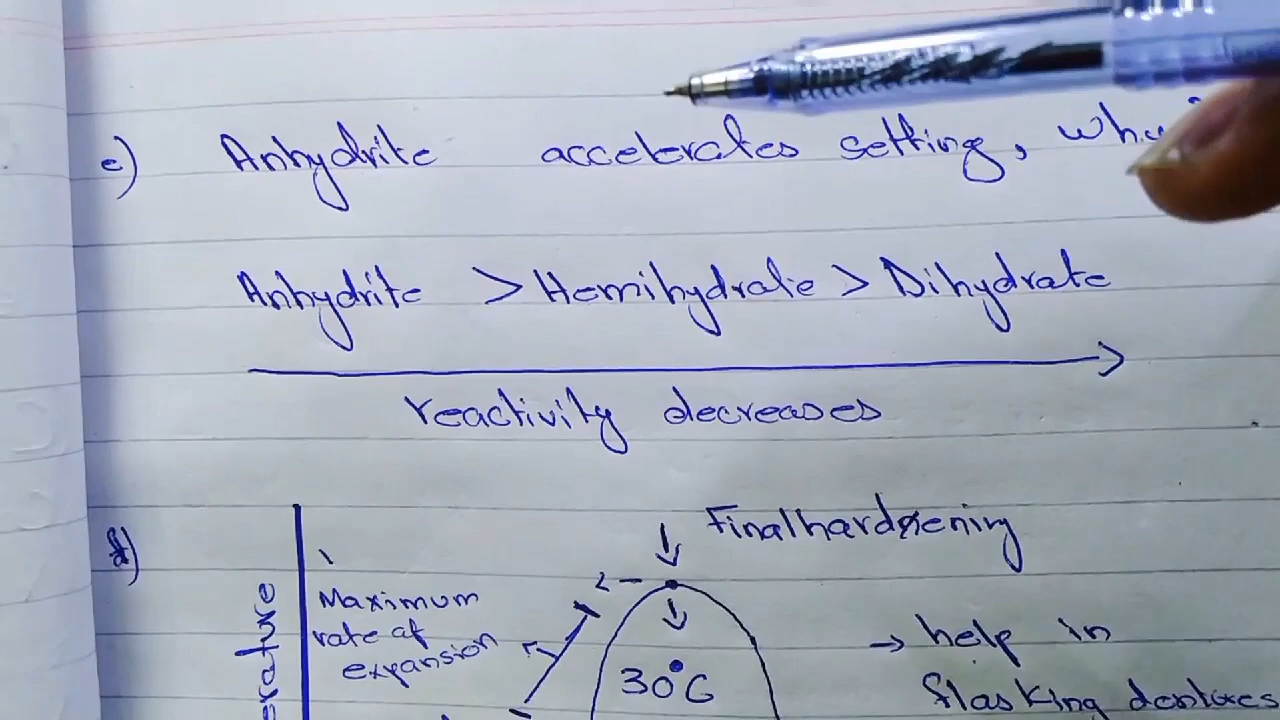 e) Anhydrite accelerates setting,
Anhydrite > Hemihydrate > Dihydrate
reactivity decreases
f)
Final hardening
Maximum
rate of
expansion
30°C
→ help in
flasking dentures